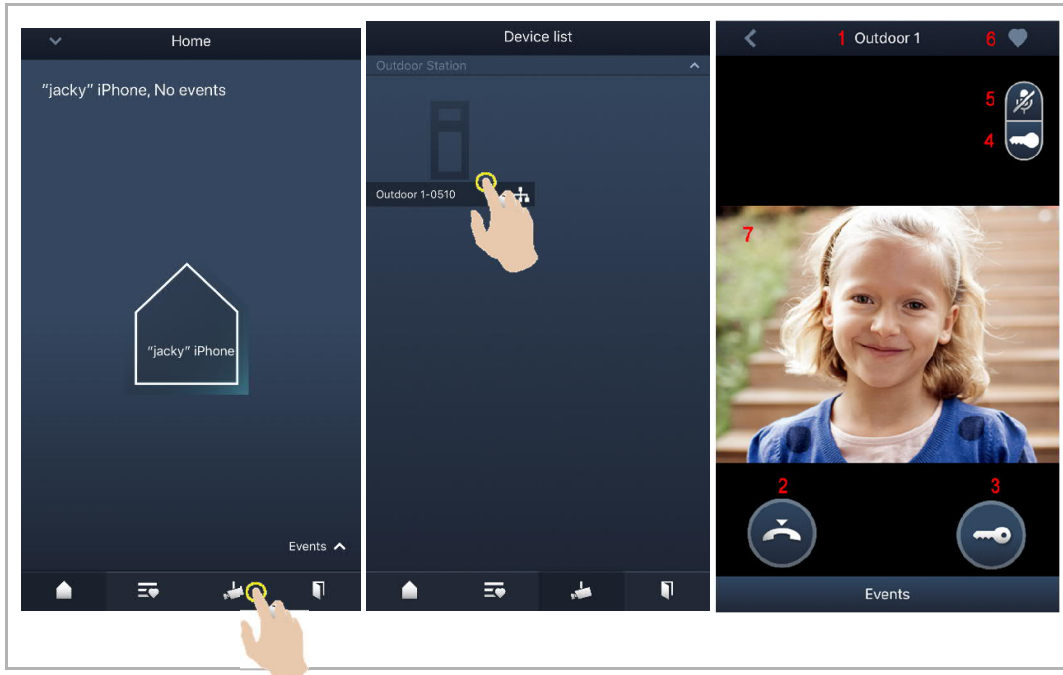 Home
"jacky" iPhone, No events
"jacky" iPhone
Events
Device list
Outdoor Station
Outdoor 1-0510
1 Outdoor 1 6
5
4
7
2 3
Events